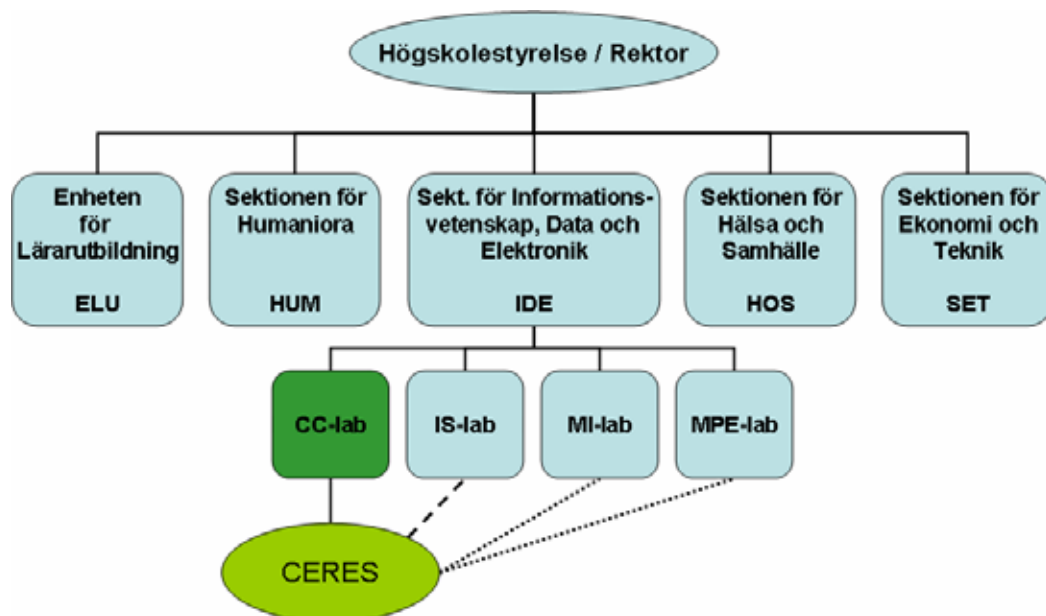 Högskolestyrelse / Rektor
Enheten
för
Lärarutbildning
ELU
Sektionen för
Humaniora
HUM
Sekt. för Informations-
vetenskap, Data och
Elektronik
IDE
Sektionen för
Hälsa och
Samhälle
HOS
Sektionen för
Ekonomi och
Teknik
SET
CC-lab
IS-lab
MI-lab
MPE-lab
CERES